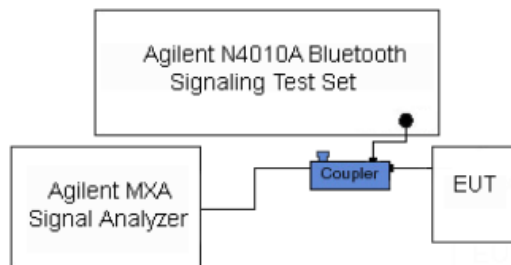 Agilent N4010A Bluetooth
Signaling Test Set
Coupler
Agilent MXA
Signal Analyzer
EUT